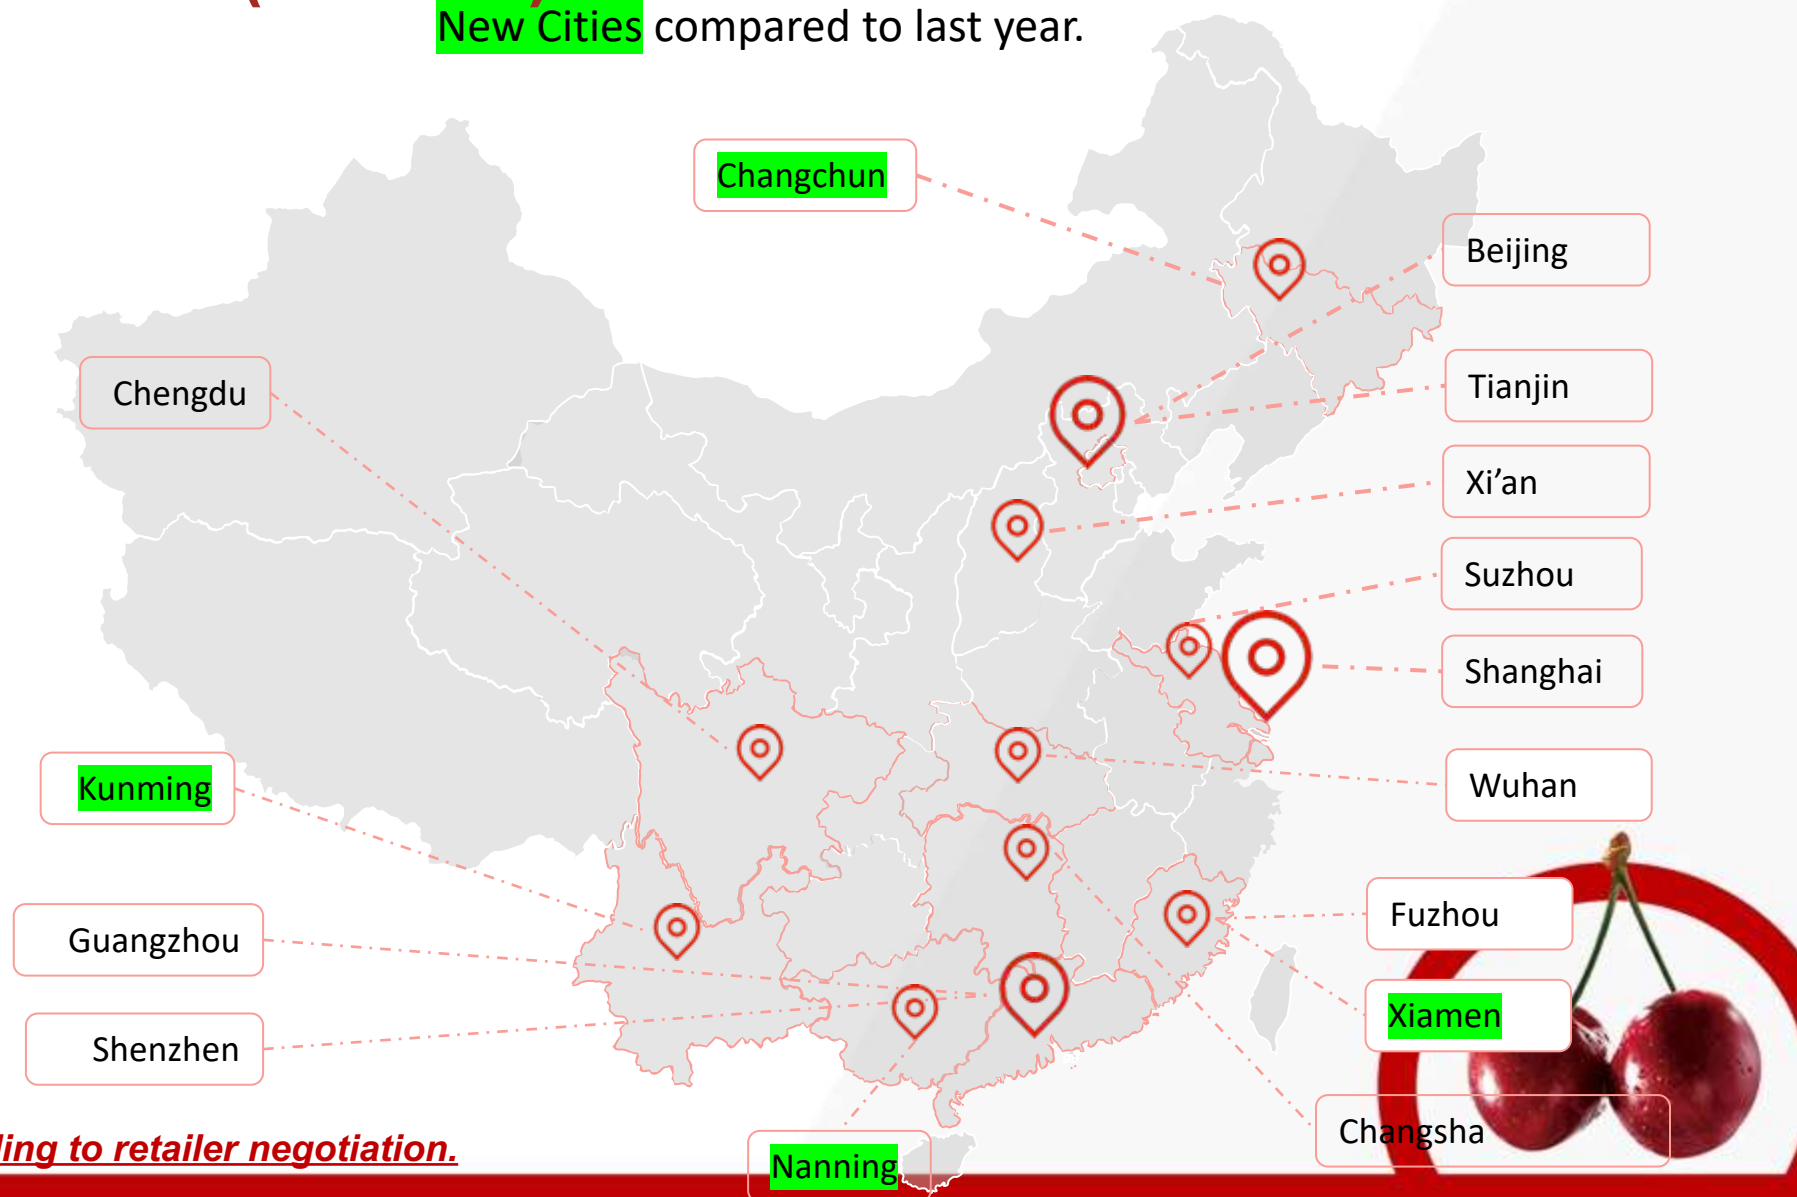 New Cities compared to last year.
Changchun
Beijing
Chengdu
Tianjin
Xi’an
Suzhou
Shanghai
Kunming
Wuhan
Guangzhou
Fuzhou
Xiamen
Shenzhen
Changsha
to retailer negotiation.
Nanning